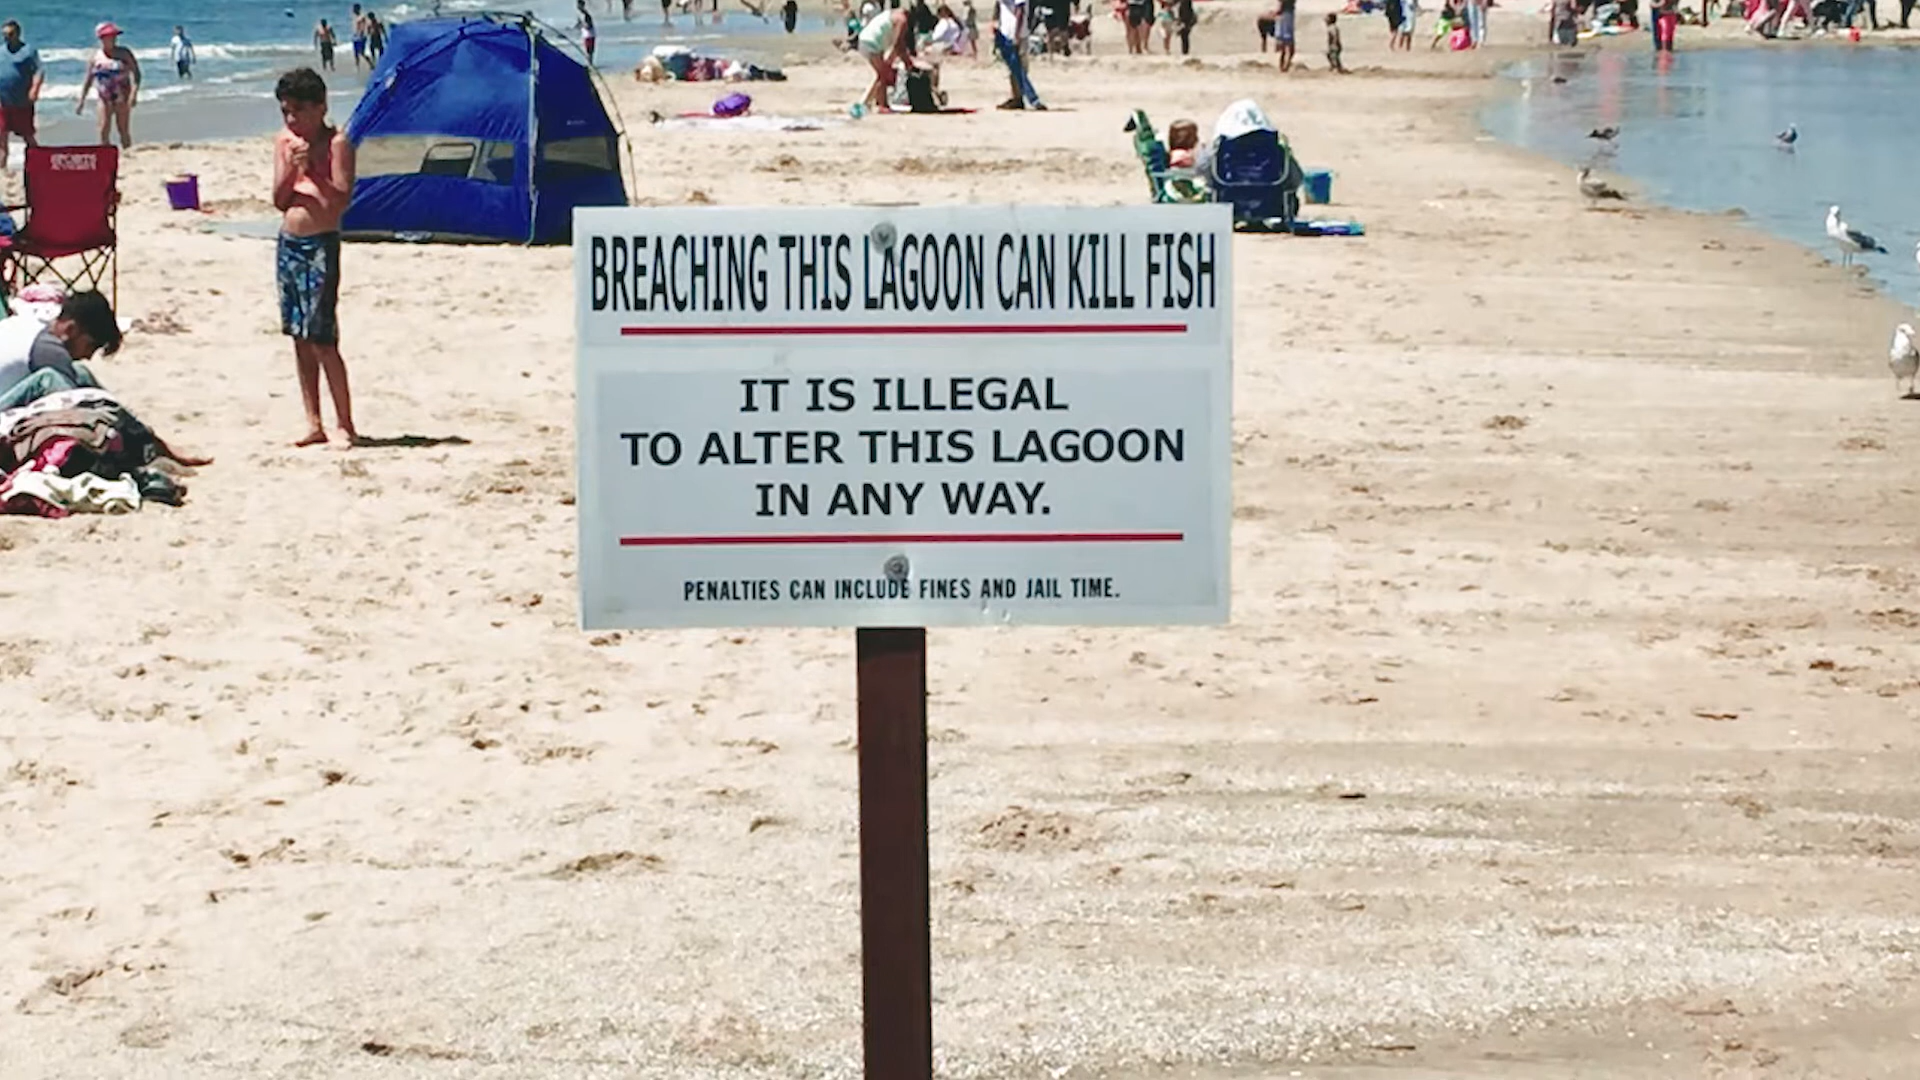 BREACHING THIS LAGOON CAN KILL FISH
IT IS ILLEGAL
TO ALTER THIS LAGOON
IN ANY WAY.
PENALTIES CAN INCLUDE FINES AND JAIL TIME.